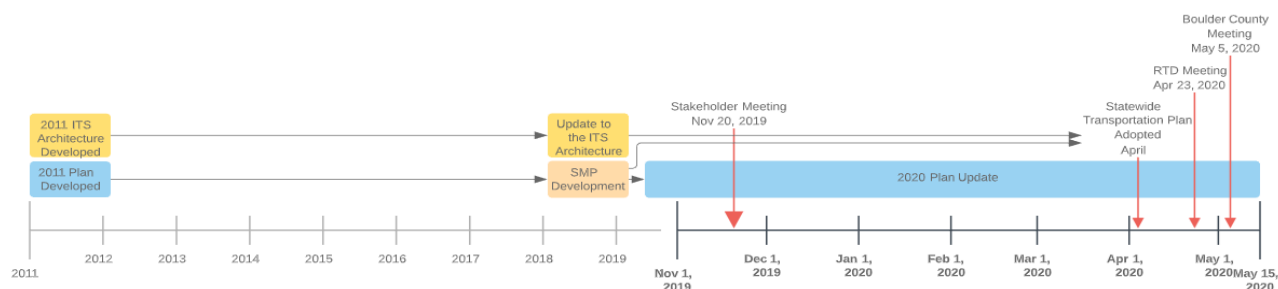 Boulder County
Meeting
May 5, 2020
RTD Meeting
Apr 23, 2020
Stakeholder Meeting
Nov 20, 2019
Statewide
Transportation Plan
Adopted
April
2011 ITS
Architecture
Developed
Update to
the ITS
Architecture
2011 Plan
Developed
SMP
Development
2020 Plan Update
2011
2012
2013
2014
2015
2016
2017
2018
2019
Nov 1,
2019
Dec 1,
2019
Jan 1,
2020
Feb 1,
2020
Mar 1,
2020
Apr 1,
2020
May 1,
2020
May 15,
2020